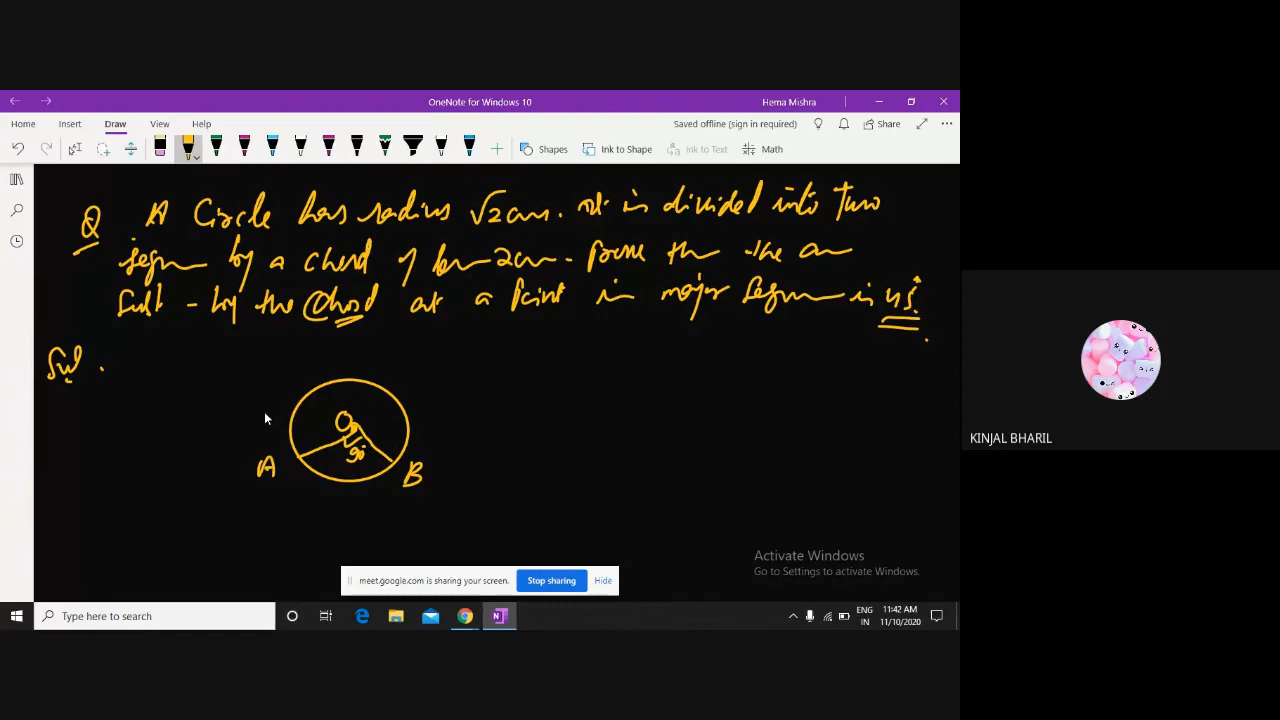 OneNote for Windows 10
Hema Mishra
Home Insert Draw View Help
Saved offline (sign in required)
Share
Shapes
Ink to Shape
Ink to Text
Math
Q A Circle has radius √2cm. is divided into Two
segm by a chord of len 2cm. Prove th the an
subt - by the Chord at a Point in major Segm is 45°.
Sol.
O
90
A
B
KINJAL BHARIL
Activate Windows
Go to Settings to activate Windows.
meet.google.com is sharing your screen.
Stop sharing
Hide
Type here to search
ENG
IN
11:42 AM
11/10/2020